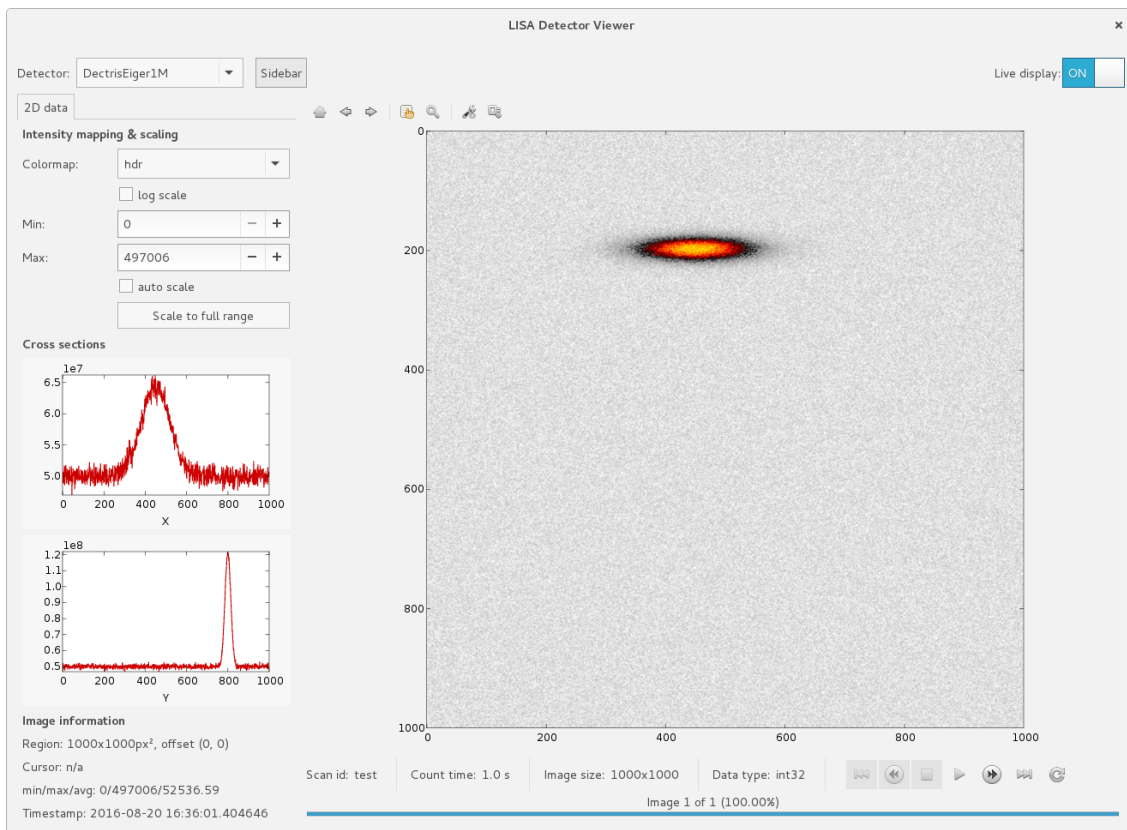 LISA Detector Viewer
Detector: DectrisEiger1M Sidebar Live display: ON
2D data
Intensity mapping & scaling
Colormap: hdr
log scale
Min: 0
Max: 497006
auto scale
Scale to full range
Cross sections
1e7
6.5
6.0
5.5
5.0
0 200 400 600 800 1000
X
1e8
1.2
1.1
1.0
0.9
0.8
0.7
0.6
0.5
0 200 400 600 800 1000
Y
Image information
Region: 1000x1000px², offset (0, 0)
Cursor: n/a
min/max/avg: 0/497006/52536.59
Timestamp: 2016-08-20 16:36:01.404646
0
200
400
600
800
1000
0 200 400 600 800 1000
Scan id: test Count time: 1.0 s Image size: 1000x1000 Data type: int32
Image 1 of 1 (100.00%)